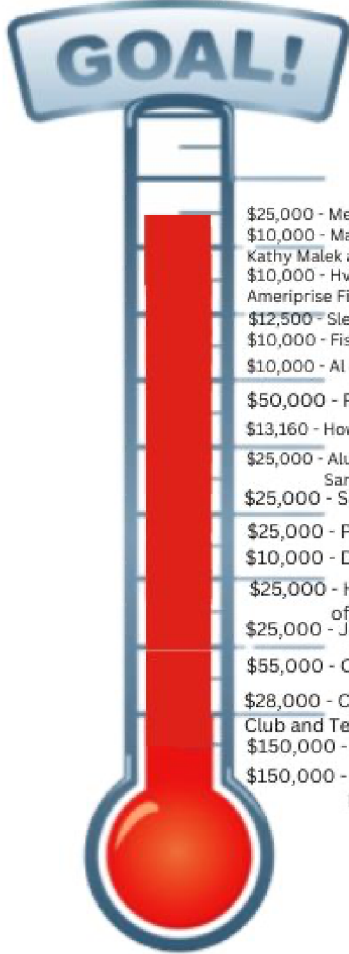 GOAL!
$25,000 - Me
$10,000 - Ma
Kathy Malek a
$10,000 - Hv
Ameriprise Fi
$12,500 - Sle
$10,000 - Fis
$10,000 - Al
$50,000 - F
$13,160 - How
$25,000 - Alu
Sar
$25,000 - S
$25,000 - P
$10,000 - D
$25,000 - H
of
$25,000 - J
$55,000 - C
$28,000 - C
Club and Te
$150,000 -
$150,000 -